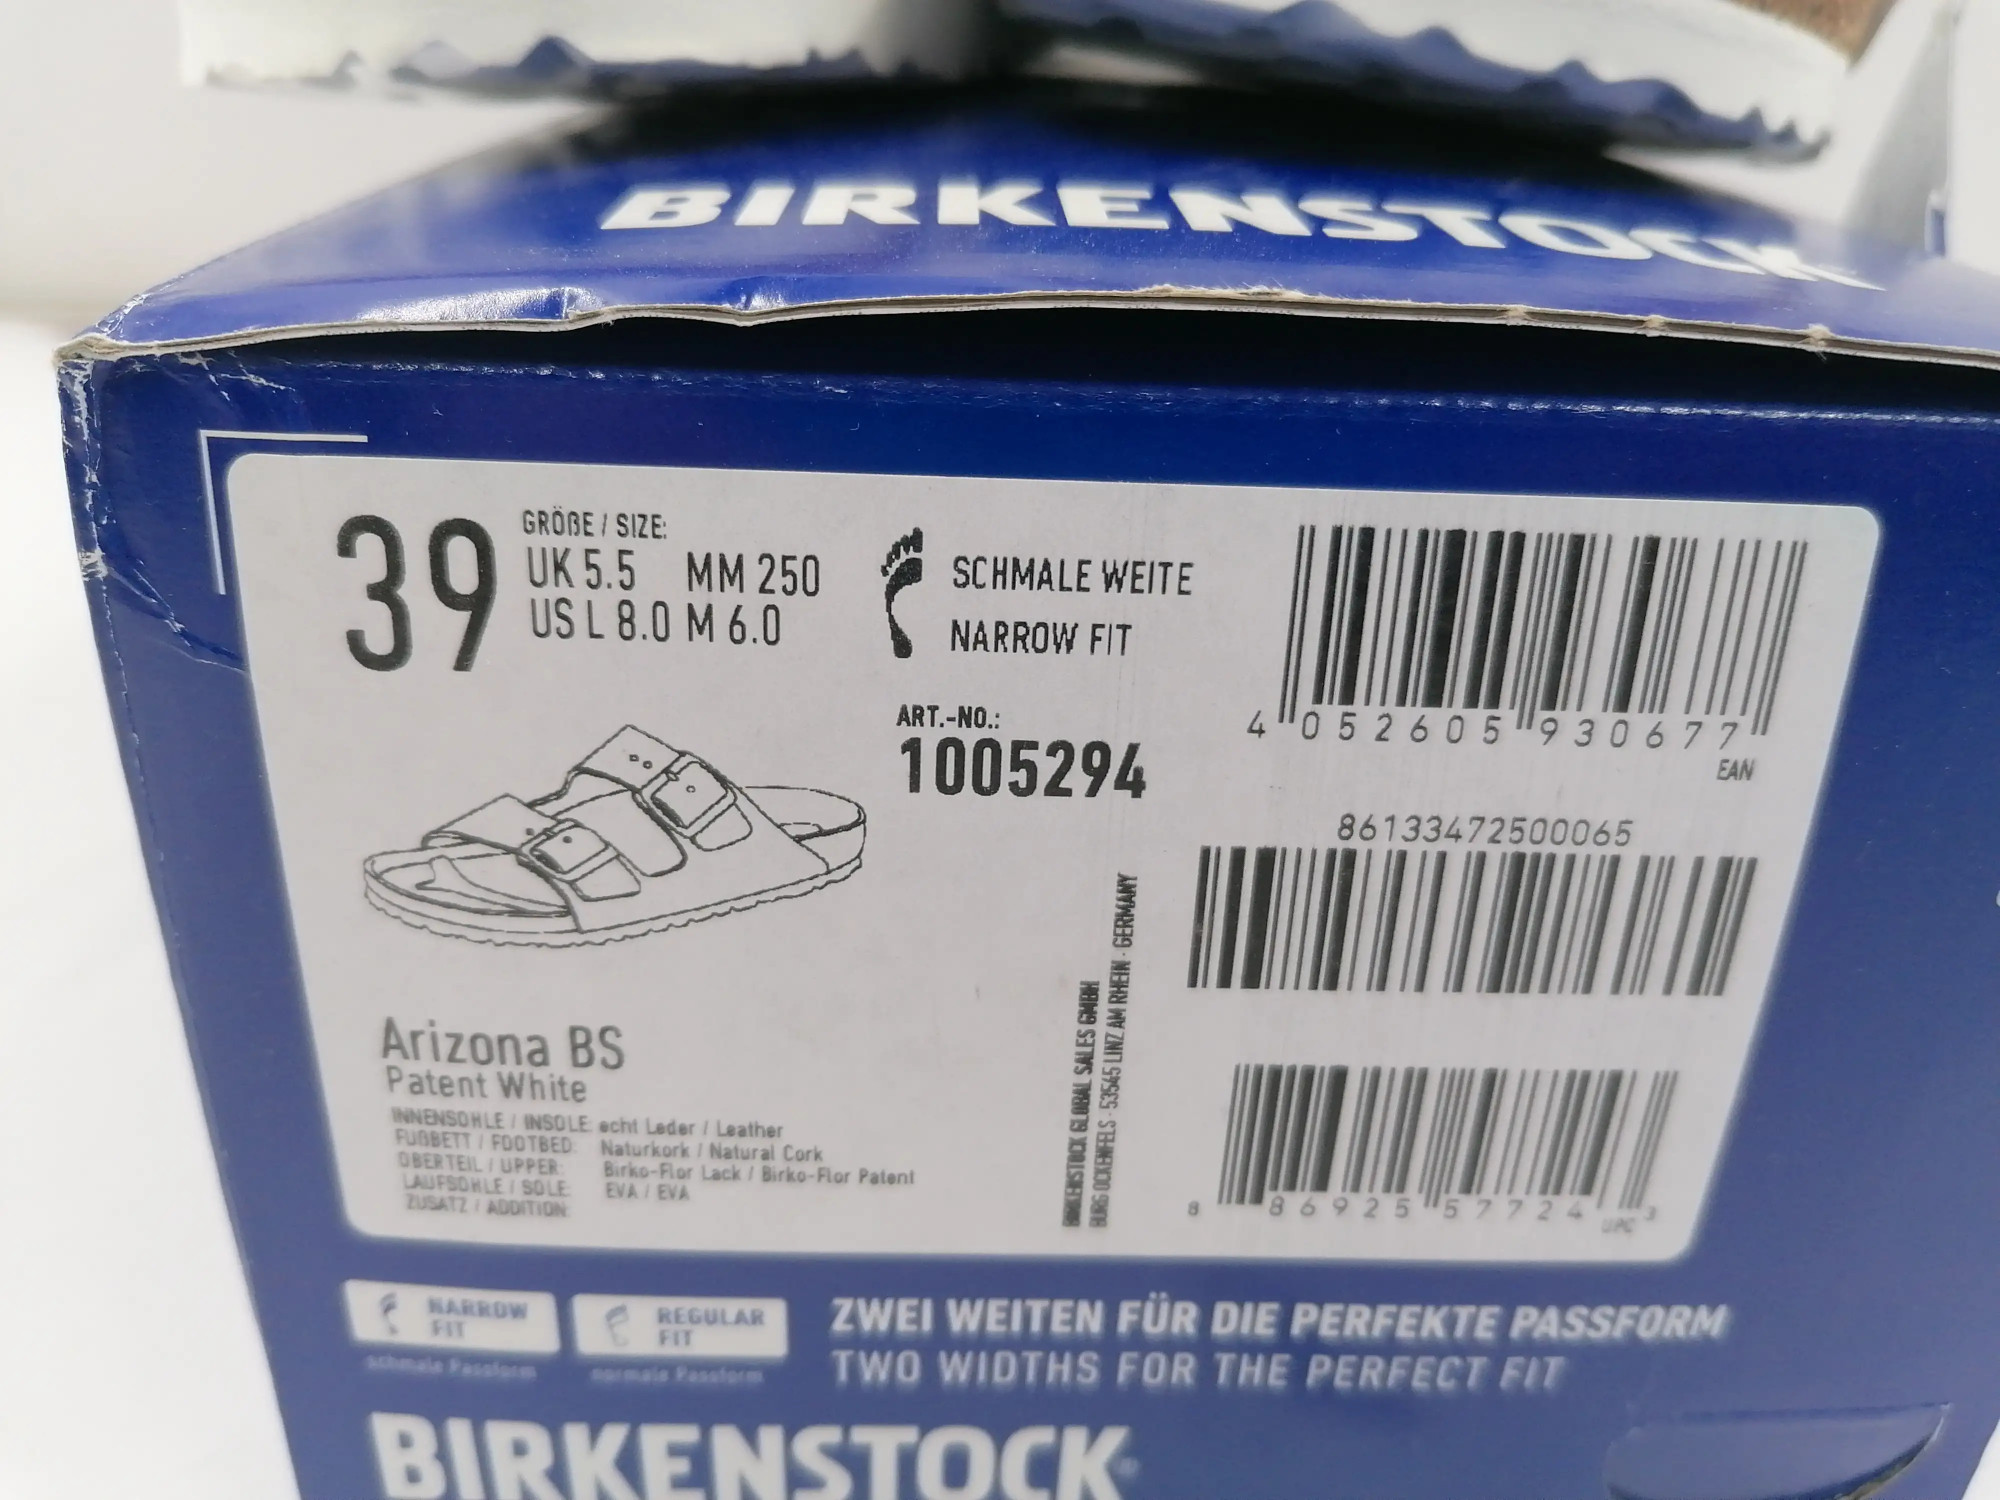 BIRKENSTOCK
39
GRÖßE / SIZE:
UK 5.5 MM 250
US L 8.0 M 6.0
SCHMALE WEITE
NARROW FIT
ART.-NO.:
1005294
4 052605 930677
EAN
86133472500065
8 86925 57724 3
UPC
BIRKENSTOCK GLOBAL SALES GMBH
BURG OCKENFELS · 53545 LINZ AM RHEIN · GERMANY
Arizona BS
Patent White
INNENSOHLE / INSOLE: echt Leder / Leather
FUßBETT / FOOTBED: Naturkork / Natural Cork
OBERTEIL / UPPER: Birko-Flor Lack / Birko-Flor Patent
LAUFSOHLE / SOLE: EVA / EVA
ZUSATZ / ADDITION:
NARROW
FIT
schmale Passform
REGULAR
FIT
normale Passform
ZWEI WEITEN FÜR DIE PERFEKTE PASSFORM
TWO WIDTHS FOR THE PERFECT FIT
BIRKENSTOCK